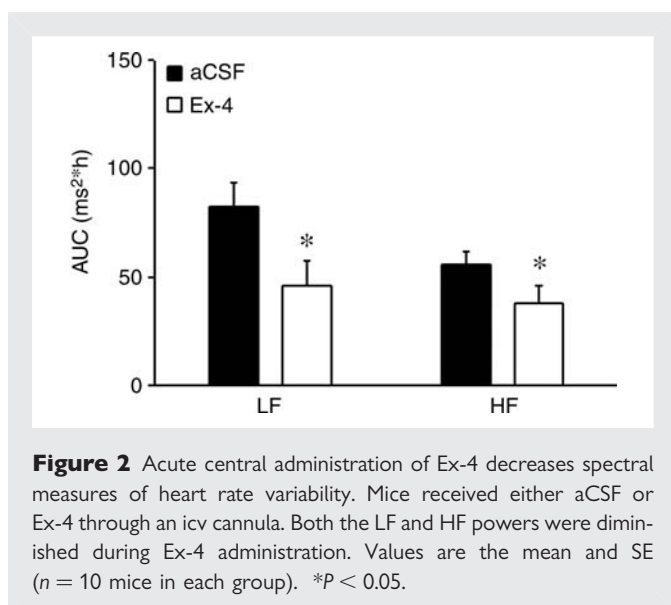 150
aCSF
Ex-4
100
AUC (ms2*h)
*
*
50
0
LF
HF
Figure 2 Acute central administration of Ex-4 decreases spectral
measures of heart rate variability. Mice received either aCSF or
Ex-4 through an icv cannula. Both the LF and HF powers were dimin-
ished during Ex-4 administration. Values are the mean and SE
(n = 10 mice in each group). *P < 0.05.